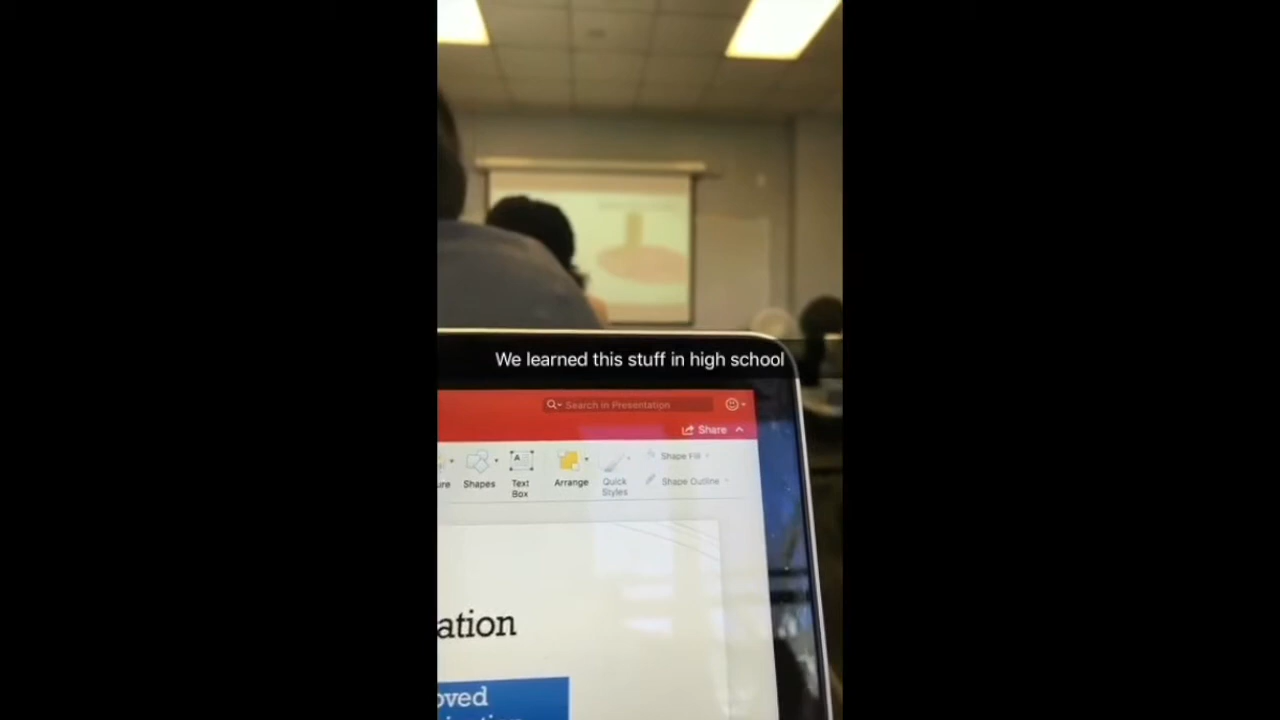 We learned this stuff in high school
Search in Presentation
Share
ure
Shapes
Text
Box
Arrange
Quick
Styles
Shape Fill
Shape Outline
ation
oved